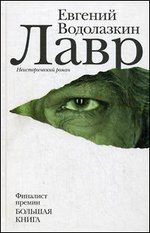 Евгений
Водолазкин
Лавр
Неисторический роман
Финалист
премии
БОЛЬШАЯ
КНИГА